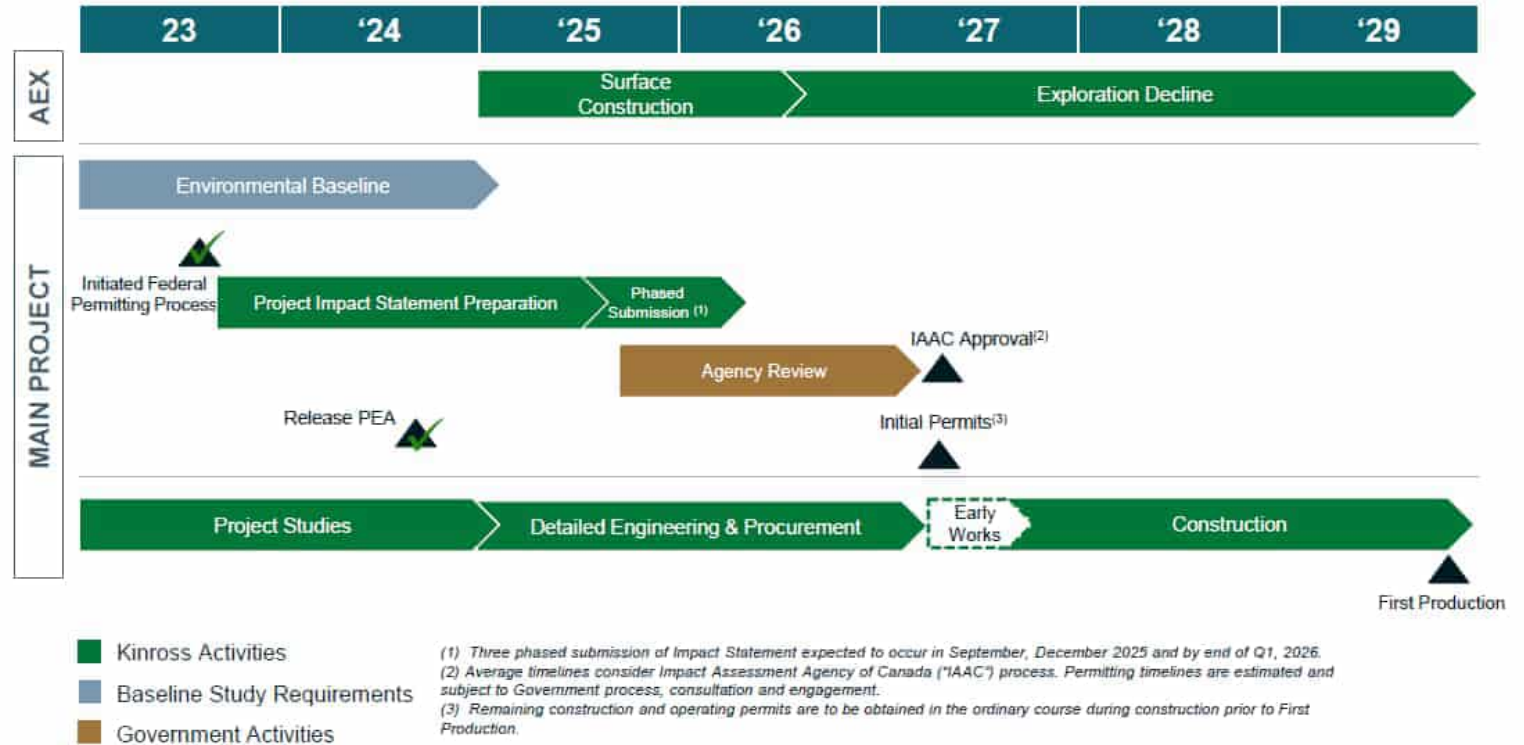 23
‘24
‘25
‘26
‘27
‘28
‘29
AEX
Surface
Construction
Exploration Decline
MAIN PROJECT
Environmental Baseline
Initiated Federal
Permitting Process
Project Impact Statement Preparation
Phased
Submission (1)
Agency Review
IAAC Approval(2)
Release PEA
Initial Permits(3)
Project Studies
Detailed Engineering & Procurement
Early
Works
Construction
First Production
Kinross Activities
Baseline Study Requirements
Government Activities
(1) Three phased submission of Impact Statement expected to occur in September, December 2025 and by end of Q1, 2026.
(2) Average timelines consider Impact Assessment Agency of Canada ("IAAC") process. Permitting timelines are estimated and
subject to Government process, consultation and engagement.
(3) Remaining construction and operating permits are to be obtained in the ordinary course during construction prior to First
Production.